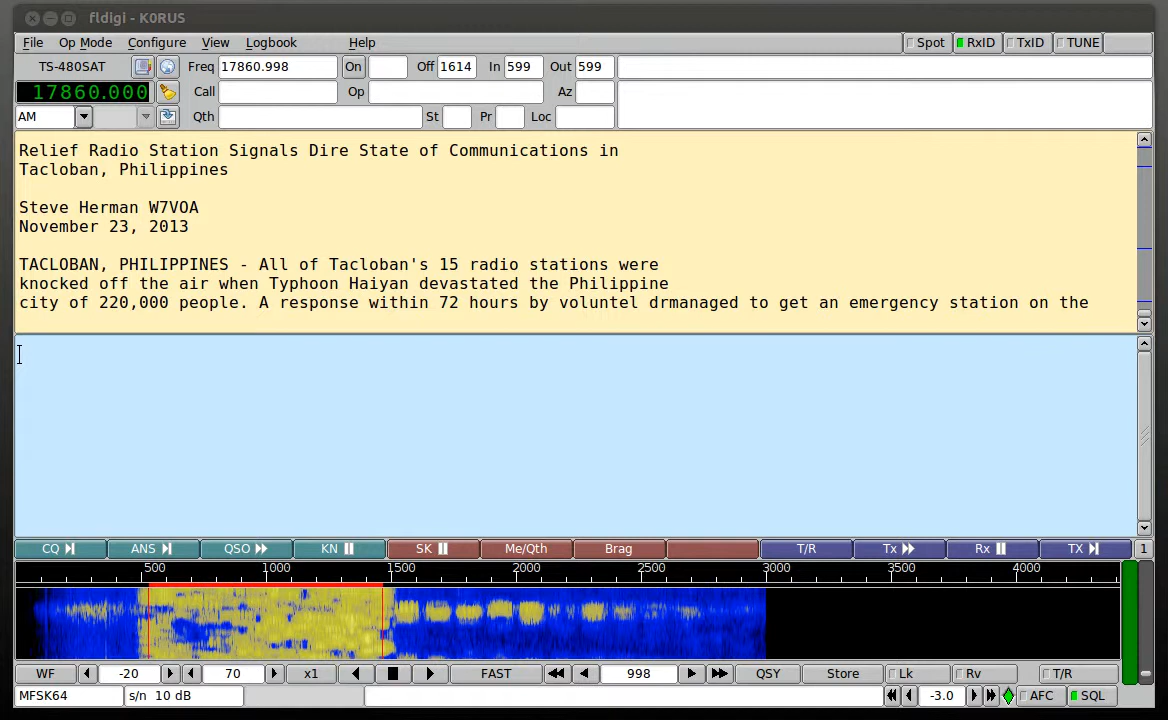 fldigi - K0RUS
File Op Mode Configure View Logbook Help Spot RxID TxID TUNE
TS-480SAT Freq 17860.998 On Off 1614 In 599 Out 599
17860.000 Call Op Az
AM Qth St Pr Loc
Relief Radio Station Signals Dire State of Communications in
Tacloban, Philippines
Steve Herman W7VOA
November 23, 2013
TACLOBAN, PHILIPPINES - All of Tacloban's 15 radio stations were
knocked off the air when Typhoon Haiyan devastated the Philippine
city of 220,000 people. A response within 72 hours by voluntel drmanaged to get an emergency station on the
CQ ANS QSO KN SK Me/Qth Brag T/R Tx Rx TX 1
500 1000 1500 2000 2500 3000 3500 4000
WF -20 70 x1 FAST 998 QSY Store Lk Rv T/R
MFSK64 s/n 10 dB -3.0 AFC SQL